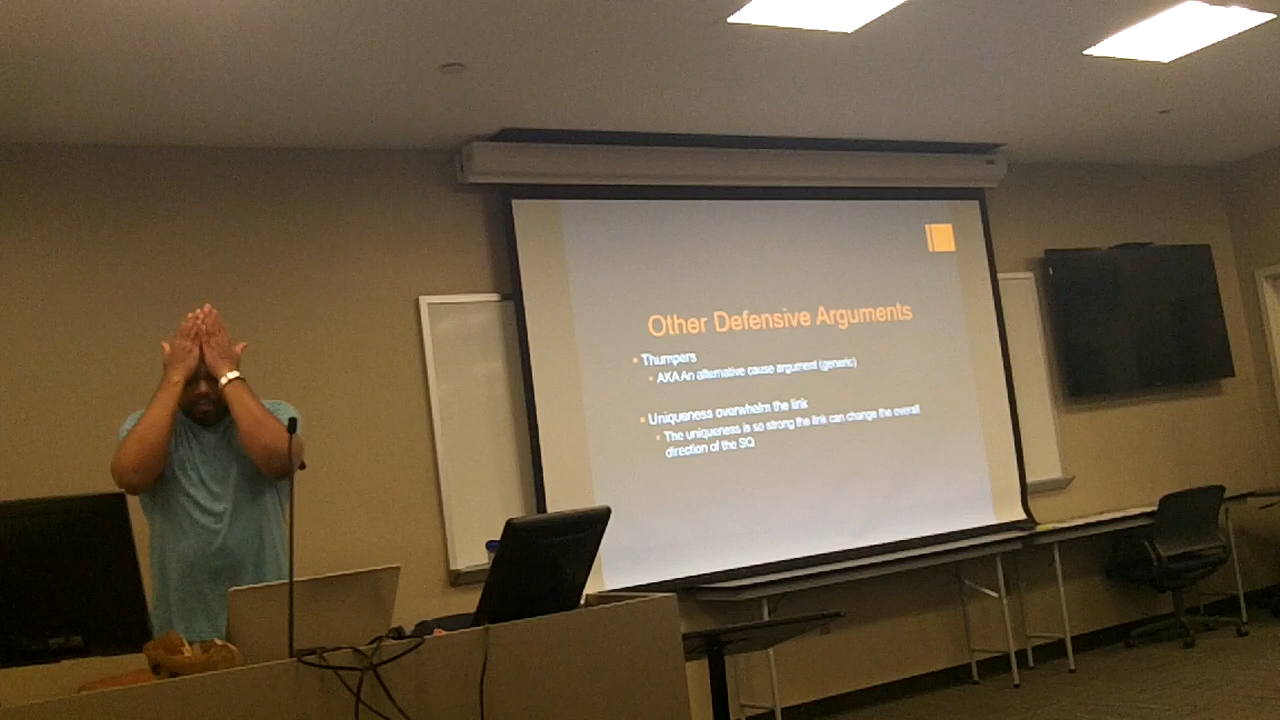 Other Defensive Arguments
Thumpers
AKA An alternative cause argument (generic)
Uniqueness overwhelm the link
The uniqueness is so strong the link can change the overall
direction of the SQ